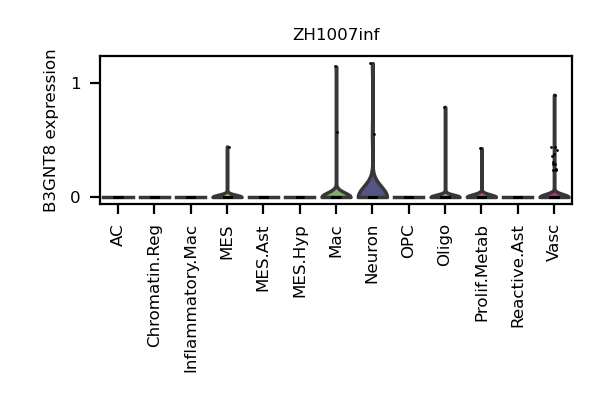 ZH1007inf
B3GNT8 expression
1
0
AC
Chromatin.Reg
Inflammatory.Mac
MES
MES.Ast
MES.Hyp
Mac
Neuron
OPC
Oligo
Prolif.Metab
Reactive.Ast
Vasc